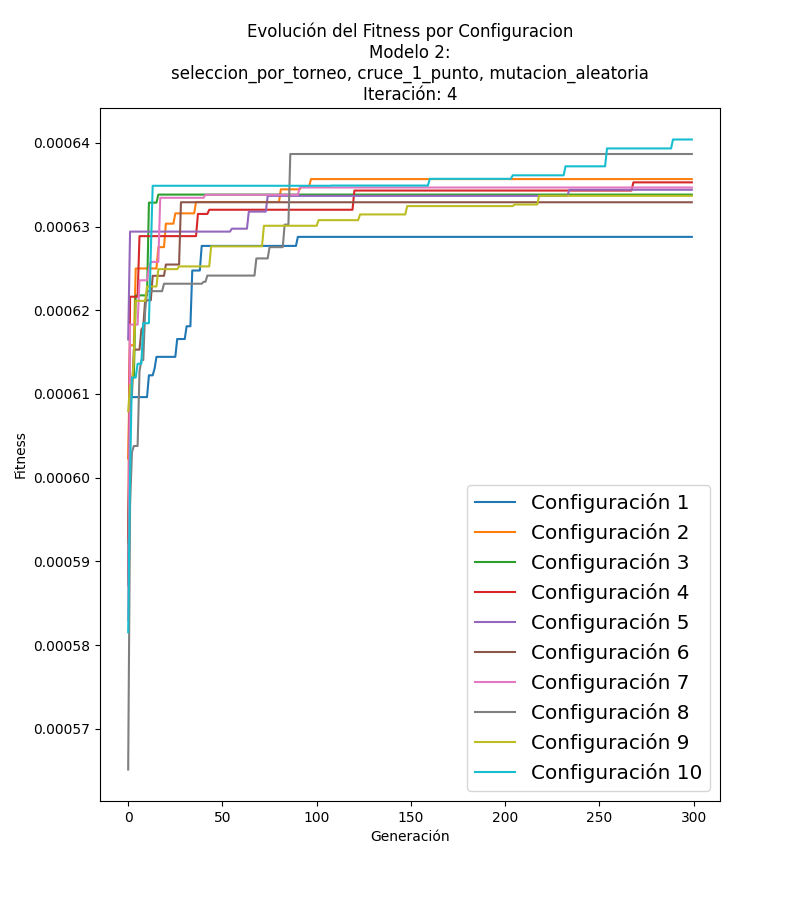 Evolución del Fitness por Configuracion
Modelo 2:
seleccion_por_torneo, cruce_1_punto, mutacion_aleatoria
Iteración: 4
0.00064
0.00063
0.00062
0.00061
0.00060
0.00059
0.00058
0.00057
Fitness
0
50
100
150
200
250
300
Generación
Configuración 1
Configuración 2
Configuración 3
Configuración 4
Configuración 5
Configuración 6
Configuración 7
Configuración 8
Configuración 9
Configuración 10